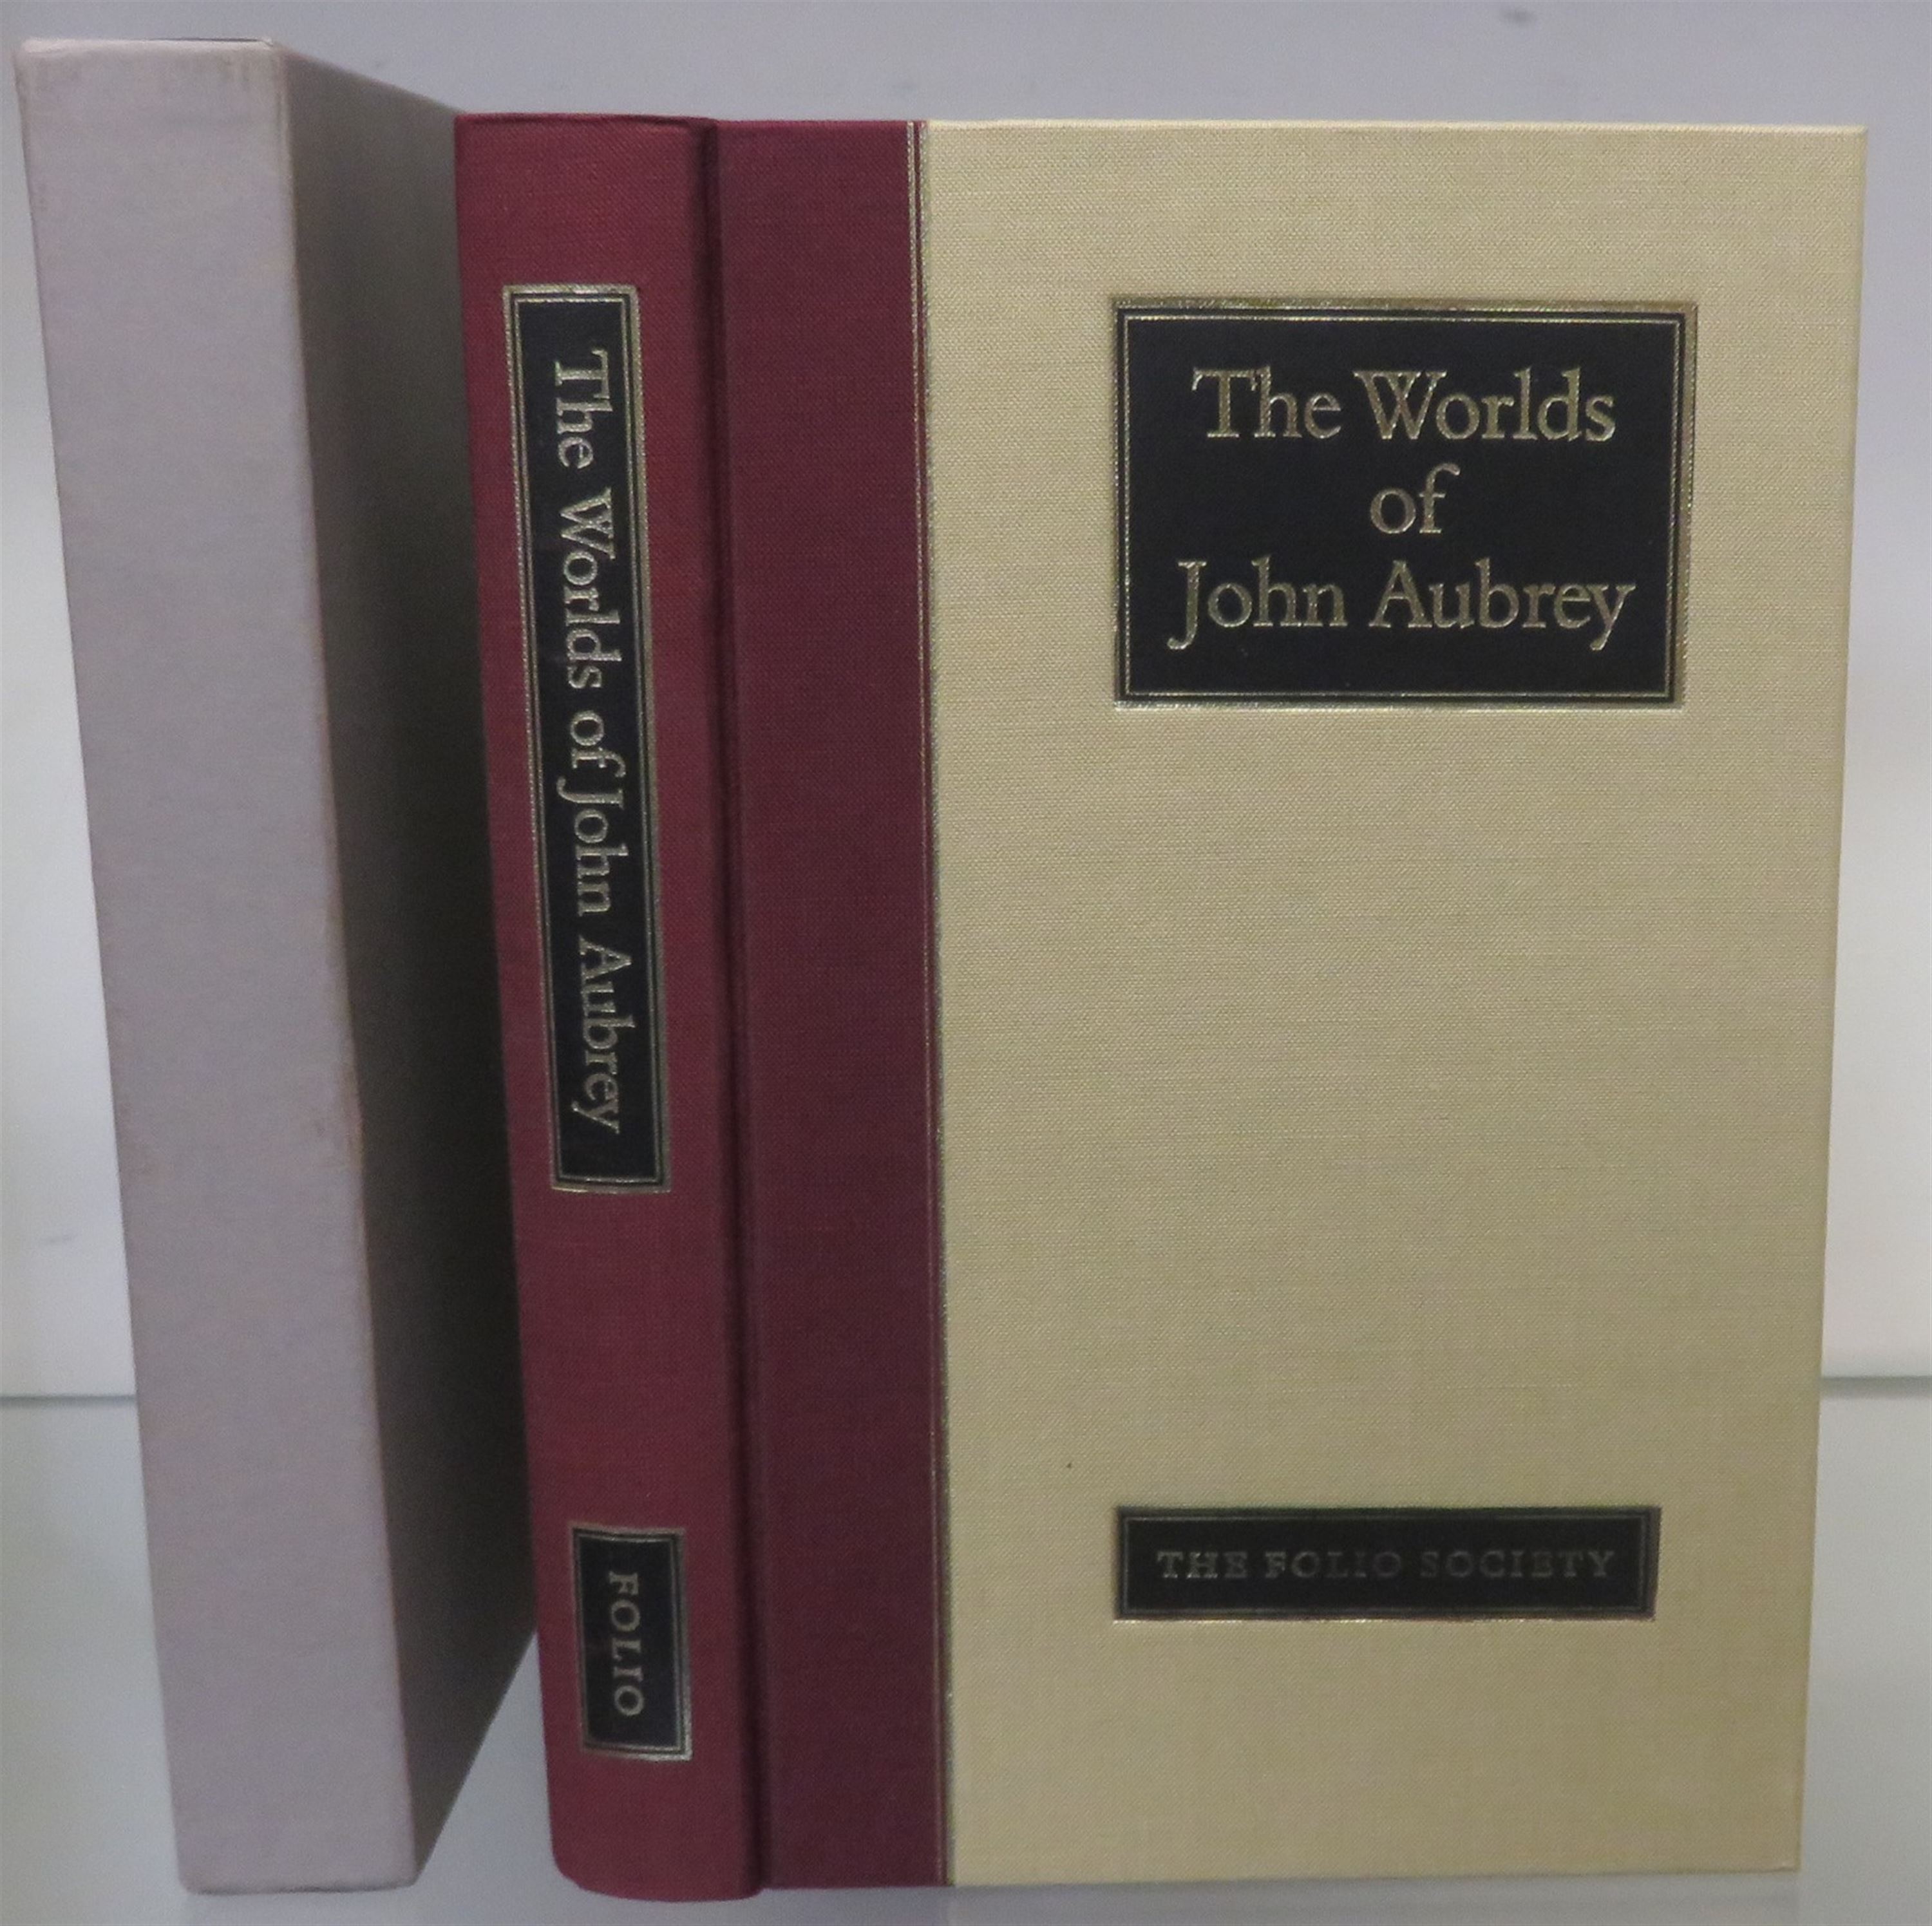 The Worlds of John Aubrey
FOLIO
The Worlds
of
John Aubrey
THE FOLIO SOCIETY